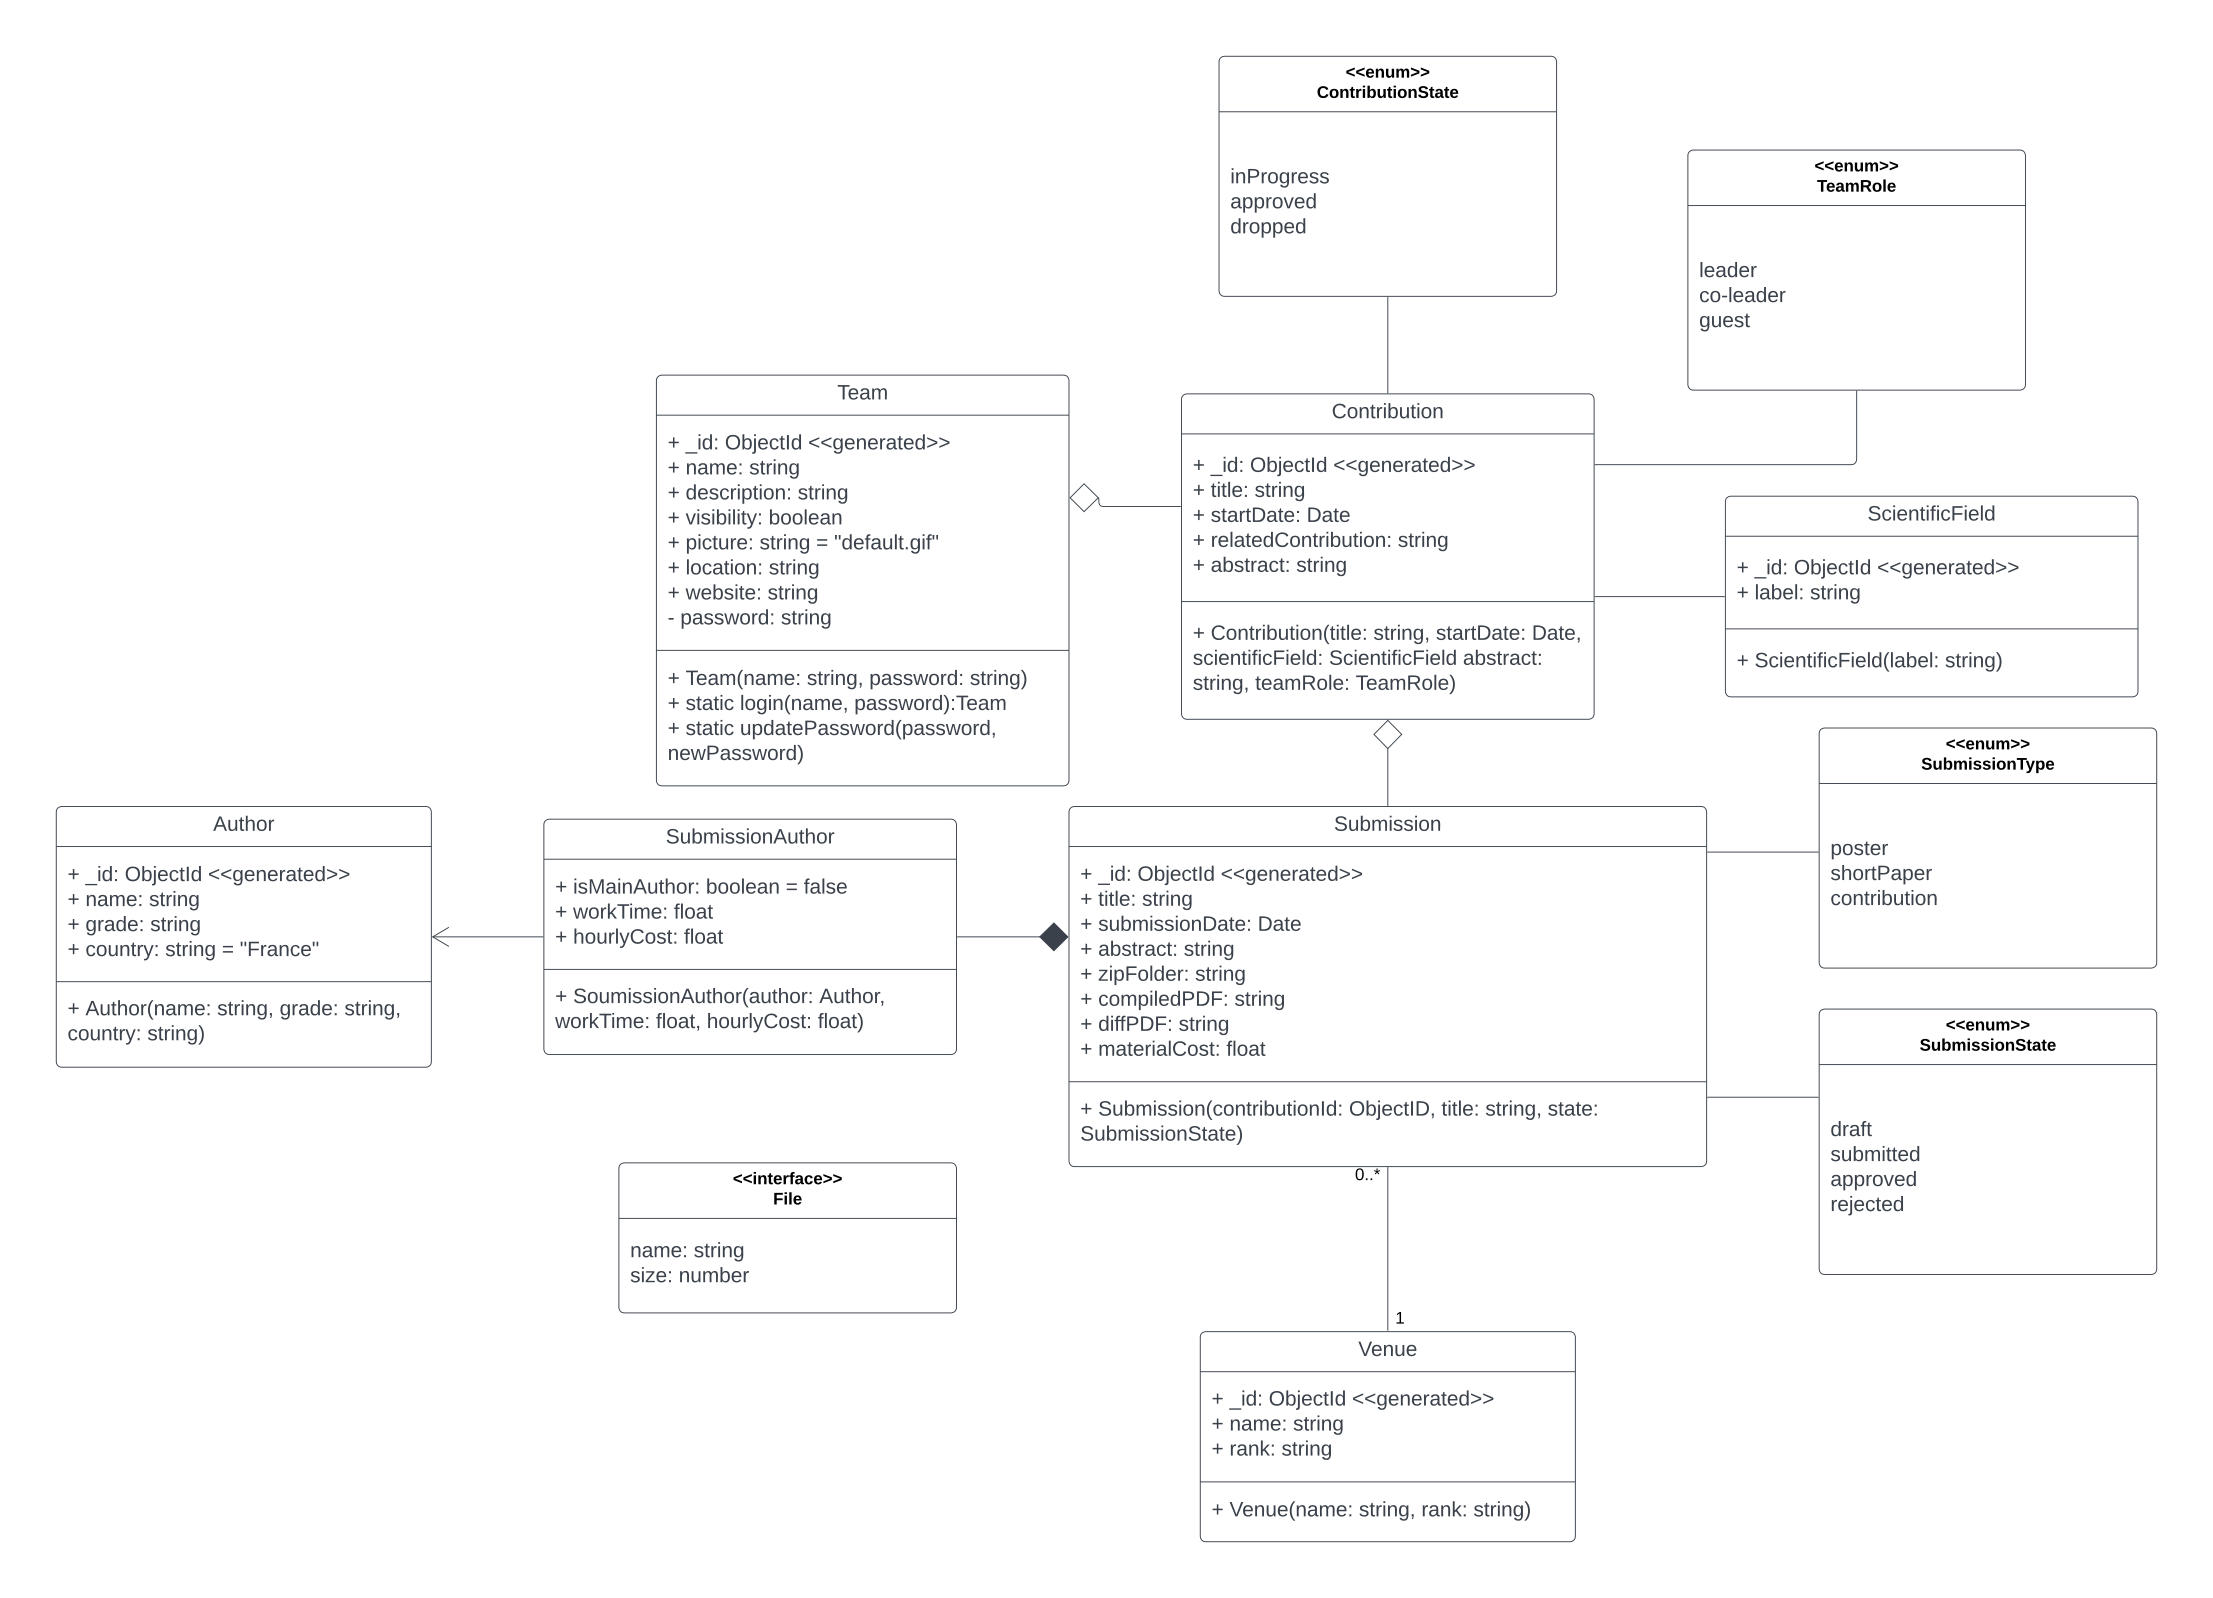 <<enum>>
ContributionState
inProgress
approved
dropped
<<enum>>
TeamRole
leader
co-leader
guest
Team
+ _id: ObjectId <<generated>>
+ name: string
+ description: string
+ visibility: boolean
+ picture: string = "default.gif"
+ location: string
+ website: string
- password: string
+ Team(name: string, password: string)
+ static login(name, password):Team
+ static updatePassword(password,
newPassword)
Contribution
+ _id: ObjectId <<generated>>
+ title: string
+ startDate: Date
+ relatedContribution: string
+ abstract: string
+ Contribution(title: string, startDate: Date,
scientificField: ScientificField abstract:
string, teamRole: TeamRole)
ScientificField
+ _id: ObjectId <<generated>>
+ label: string
+ ScientificField(label: string)
<<enum>>
SubmissionType
poster
shortPaper
contribution
Author
+ _id: ObjectId <<generated>>
+ name: string
+ grade: string
+ country: string = "France"
+ Author(name: string, grade: string,
country: string)
SubmissionAuthor
+ isMainAuthor: boolean = false
+ workTime: float
+ hourlyCost: float
+ SoumissionAuthor(author: Author,
workTime: float, hourlyCost: float)
Submission
+ _id: ObjectId <<generated>>
+ title: string
+ submissionDate: Date
+ abstract: string
+ zipFolder: string
+ compiledPDF: string
+ diffPDF: string
+ materialCost: float
+ Submission(contributionId: ObjectID, title: string, state:
SubmissionState)
<<enum>>
SubmissionState
draft
submitted
approved
rejected
<<interface>>
File
name: string
size: number
0..*
1
Venue
+ _id: ObjectId <<generated>>
+ name: string
+ rank: string
+ Venue(name: string, rank: string)